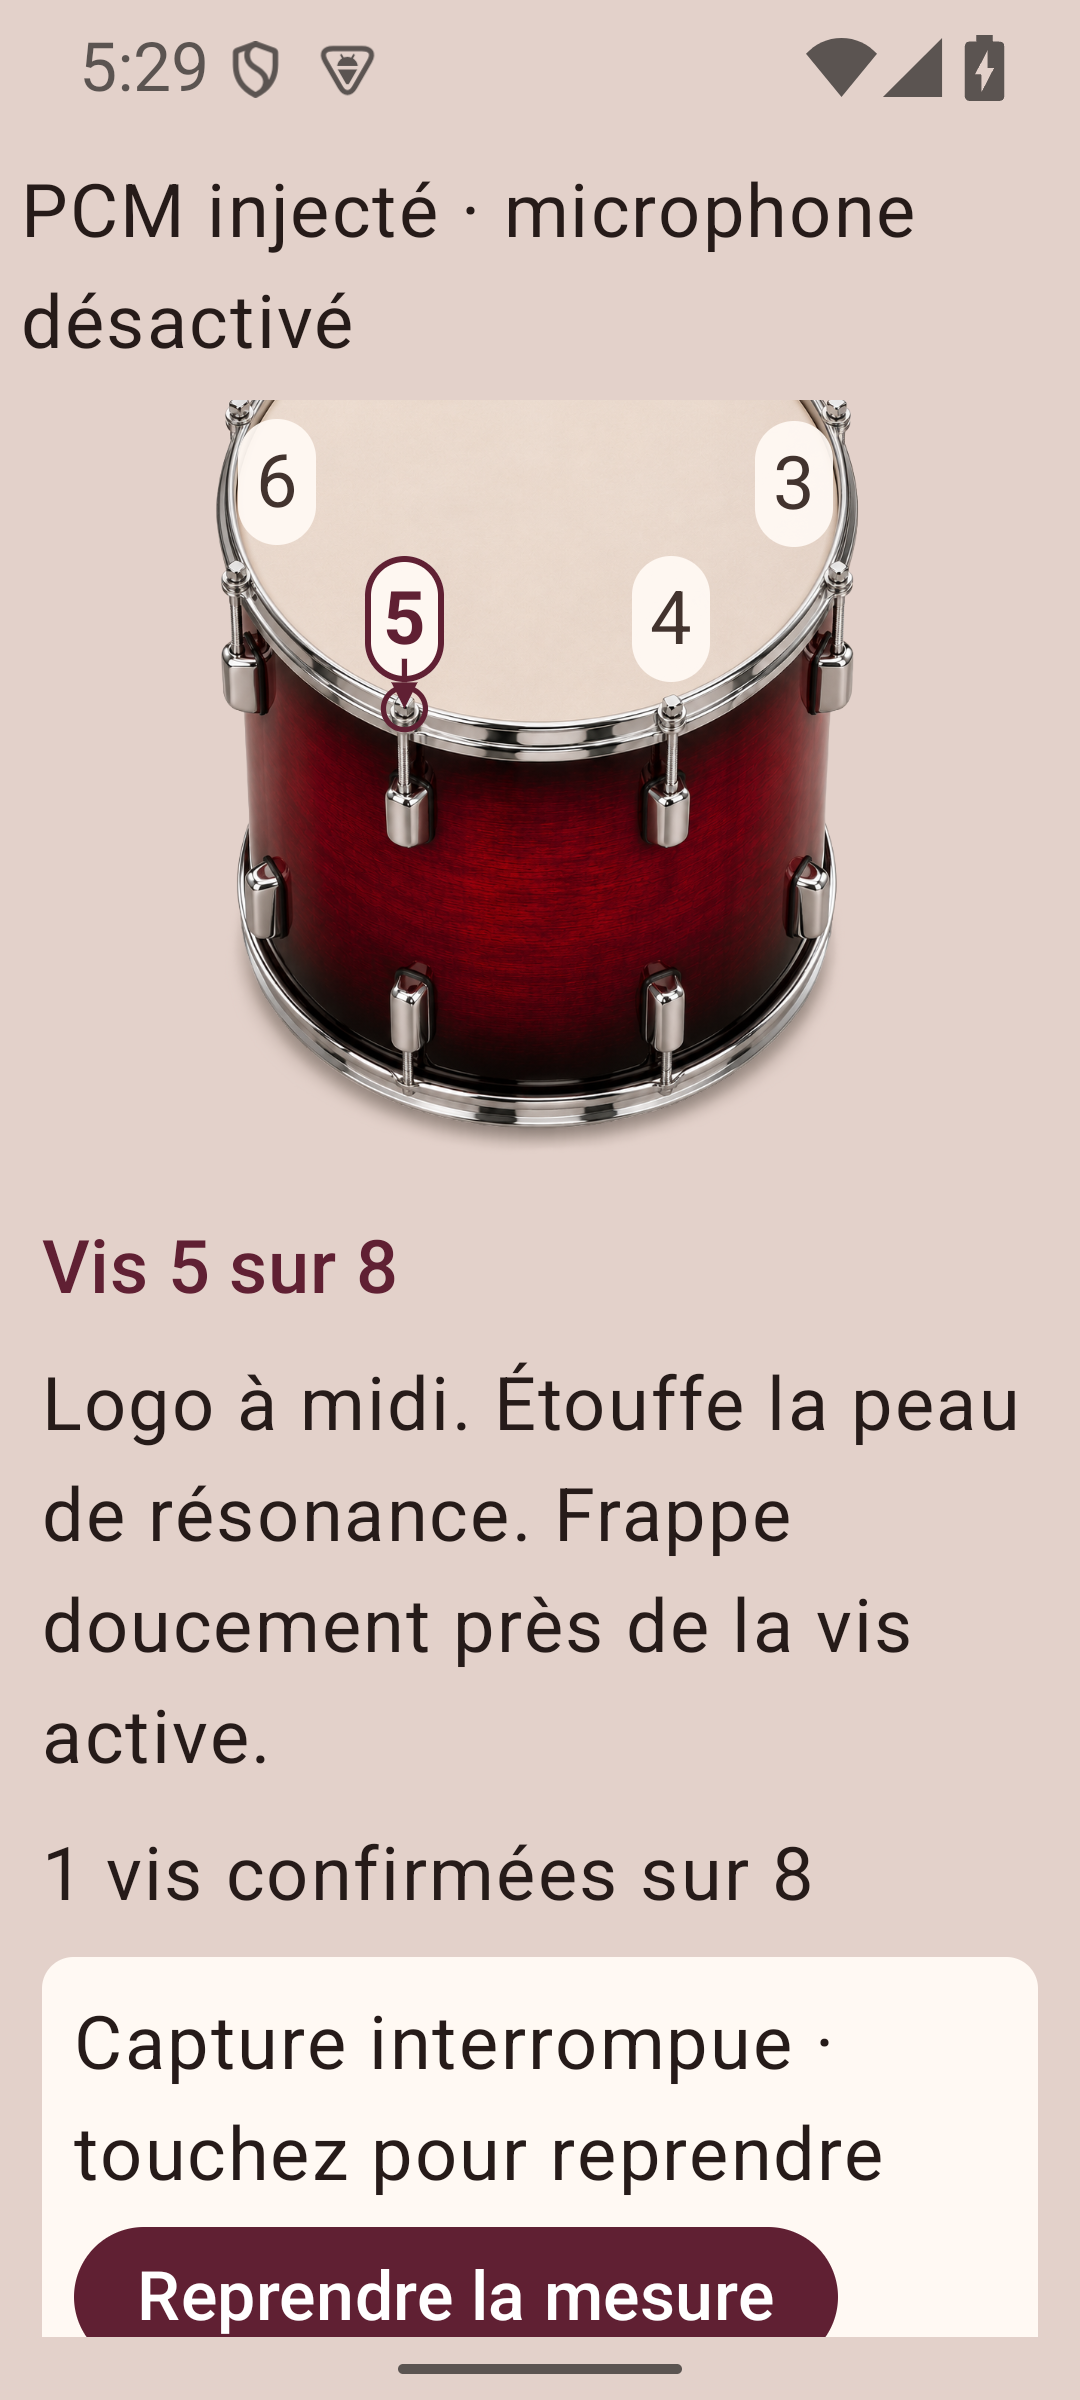 5:29
PCM injecté · microphone
désactivé
6
3
5
4
Vis 5 sur 8
Logo à midi. Étouffe la peau
de résonance. Frappe
doucement près de la vis
active.
1 vis confirmées sur 8
Capture interrompue ·
touchez pour reprendre
Reprendre la mesure